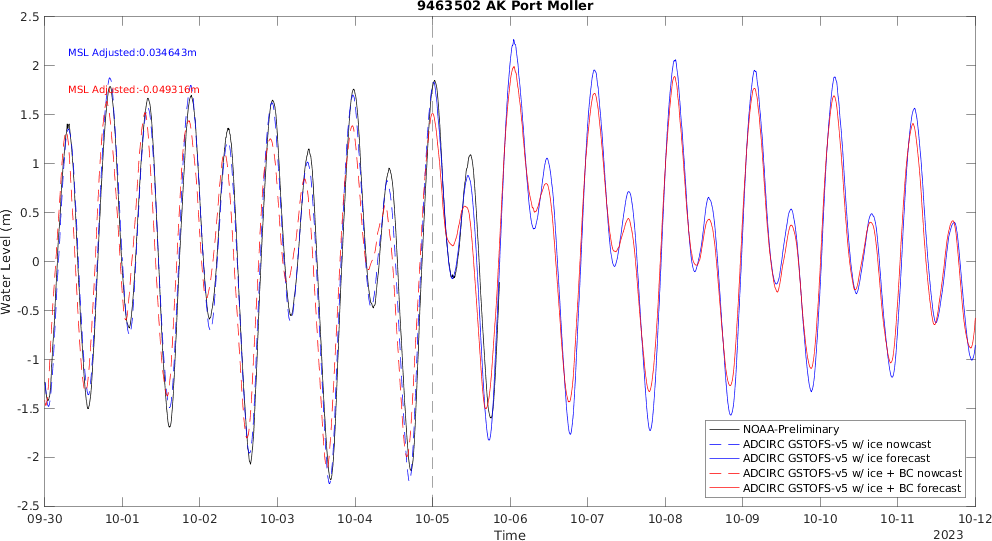 9463502 AK Port Moller
MSL Adjusted:0.034643m
MSL Adjusted:-0.049316m
Water Level (m)
2.5
2
1.5
1
0.5
0
-0.5
-1
-1.5
-2
-2.5
NOAA-Preliminary
ADCIRC GSTOFS-v5 w/ ice nowcast
ADCIRC GSTOFS-v5 w/ ice forecast
ADCIRC GSTOFS-v5 w/ ice + BC nowcast
ADCIRC GSTOFS-v5 w/ ice + BC forecast
09-30 10-01 10-02 10-03 10-04 10-05 10-06 10-07 10-08 10-09 10-10 10-11 10-12
Time
2023